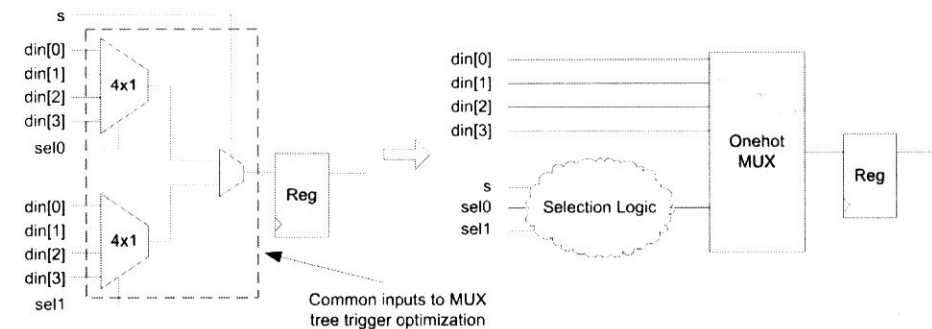 s
din[0]
din[1]
din[2]
din[3]
sel0
4x1
din[0]
din[1]
din[2]
din[3]
sel1
4x1
Reg
Common inputs to MUX
tree trigger optimization
din[0]
din[1]
din[2]
din[3]
s
sel0
sel1
Selection Logic
Onehot
MUX
Reg